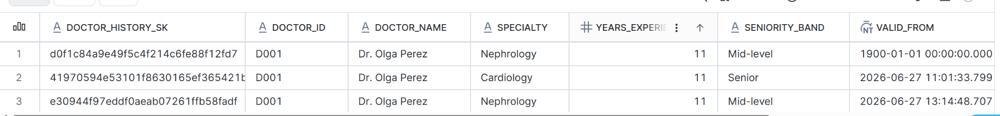 DOCTOR_HISTORY_SK DOCTOR_ID DOCTOR_NAME SPECIALTY YEARS_EXPERIE SENIORITY_BAND VALID_FROM
1 d0f1c84a9e49f5c4f214c6fe88f12fd7 D001 Dr. Olga Perez Nephrology 11 Mid-level 1900-01-01 00:00:00.000
2 41970594e53101f8630165ef365421b D001 Dr. Olga Perez Cardiology 11 Senior 2026-06-27 11:01:33.799
3 e30944f97eddf0aeab07261ffb58fadf D001 Dr. Olga Perez Nephrology 11 Mid-level 2026-06-27 13:14:48.707